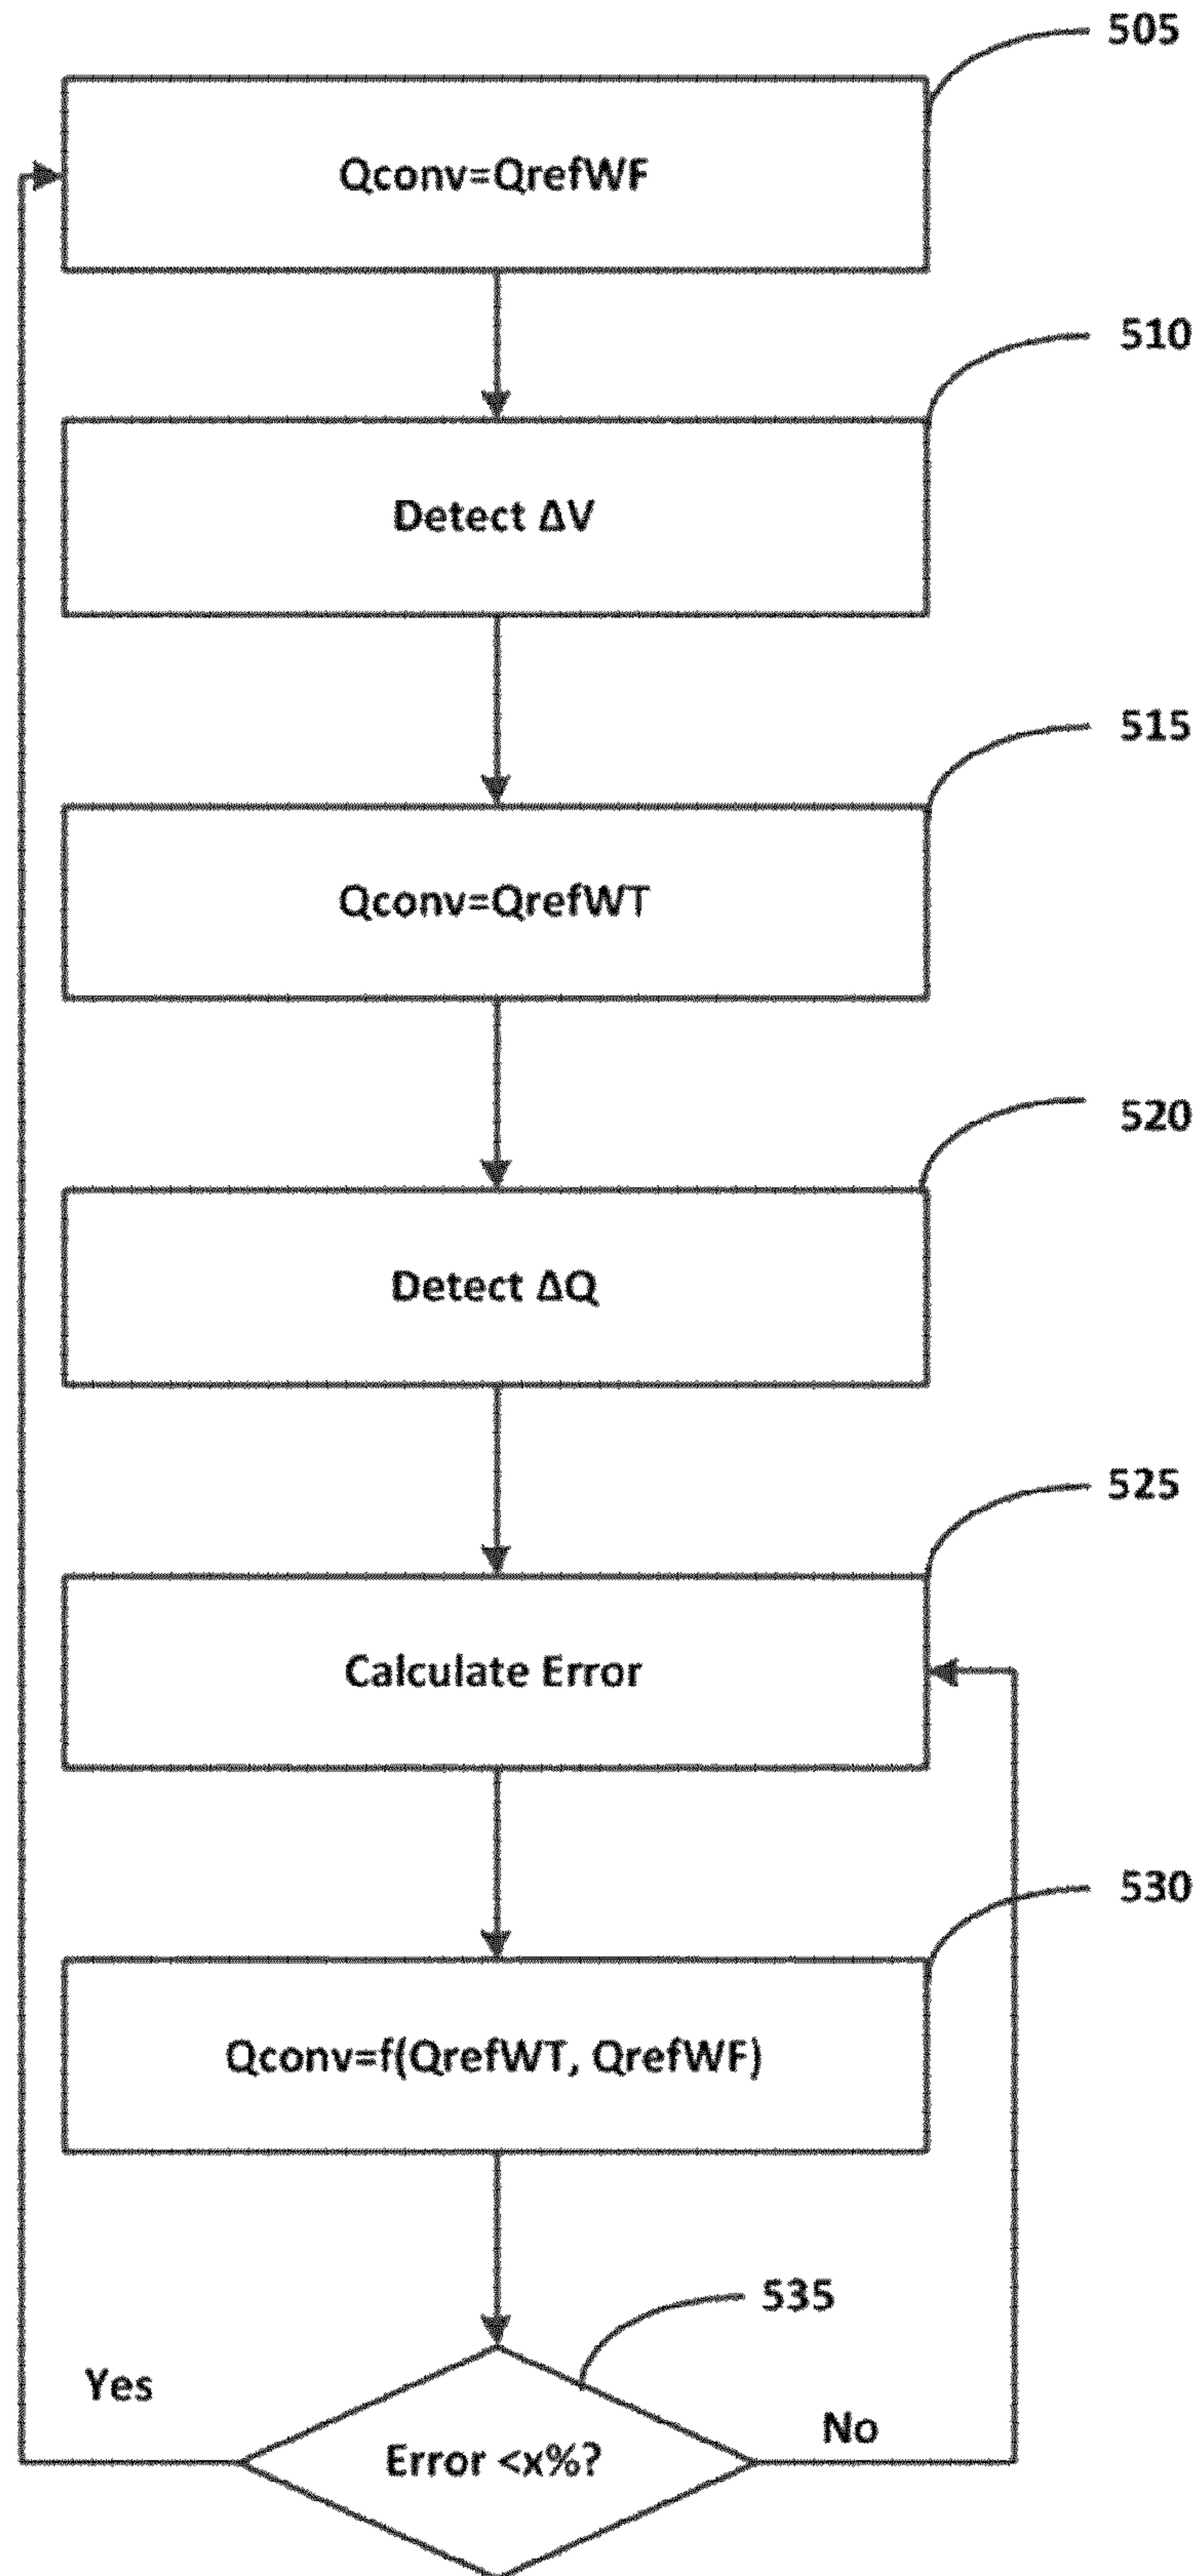 505
Qconv=QrefWF
510
Detect ΔV
515
Qconv=QrefWT
520
Detect ΔQ
525
Calculate Error
530
Qconv=f(QrefWT, QrefWF)
535
Yes
No
Error <x%?